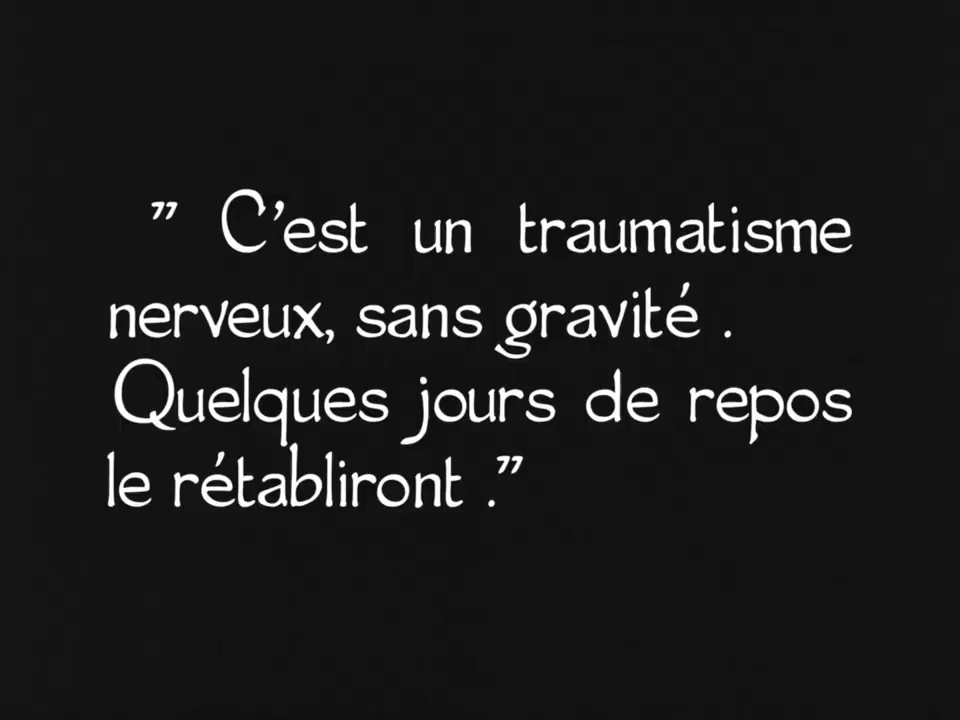 ” C’est un traumatisme
nerveux, sans gravité .
Quelques jours de repos
le rétabliront .”